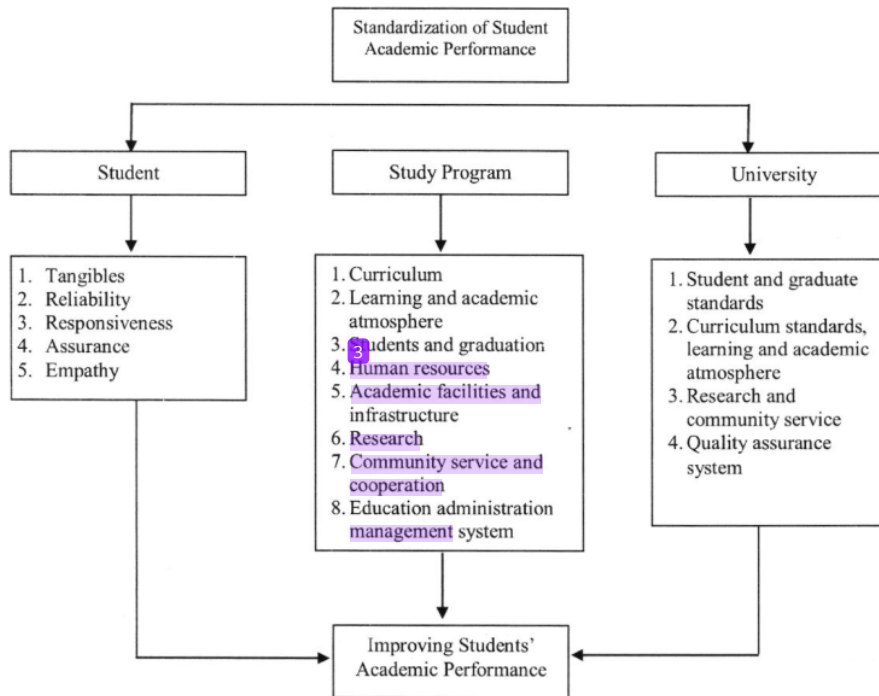 Standardization of Student
Academic Performance
Student
Study Program
University
1. Tangibles
2. Reliability
3. Responsiveness
4. Assurance
5. Empathy
1. Curriculum
2. Learning and academic
atmosphere
3. Students and graduation
3
4. Human resources
5. Academic facilities and
infrastructure
6. Research
7. Community service and
cooperation
8. Education administration
management system
1. Student and graduate
standards
2. Curriculum standards,
learning and academic
atmosphere
3. Research and
community service
4. Quality assurance
system
Improving Students'
Academic Performance